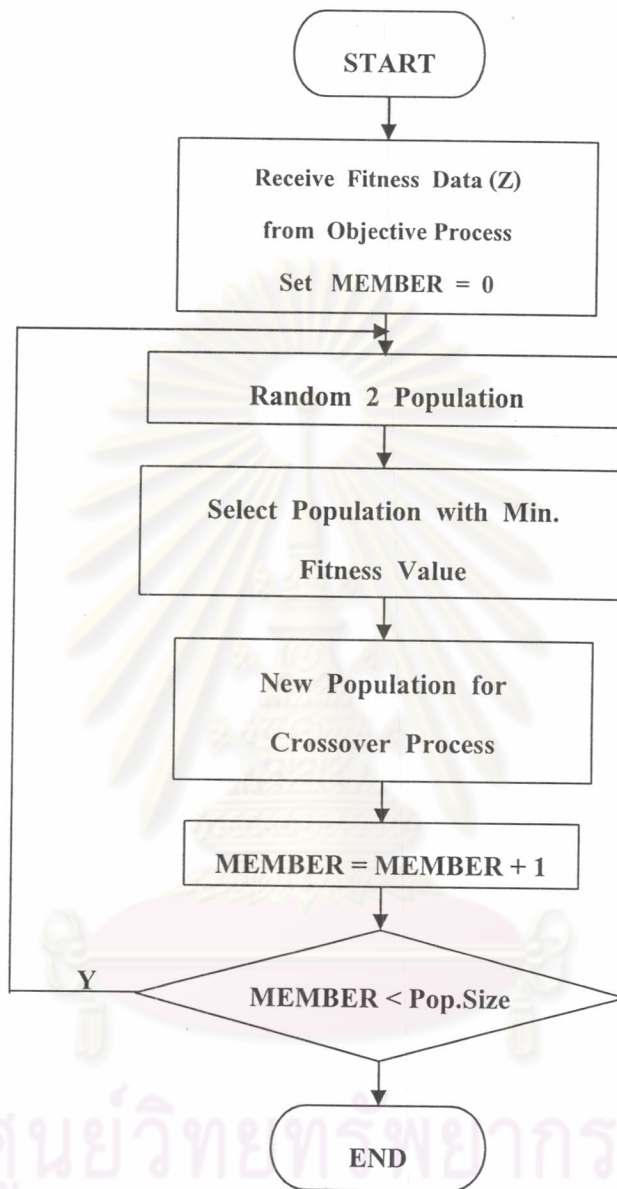 START
Receive Fitness Data (Z)
from Objective Process
Set MEMBER = 0
Random 2 Population
Select Population with Min.
Fitness Value
New Population for
Crossover Process
MEMBER = MEMBER + 1
Y
MEMBER < Pop.Size
END
ศูนย์วิทยทรัพยากร